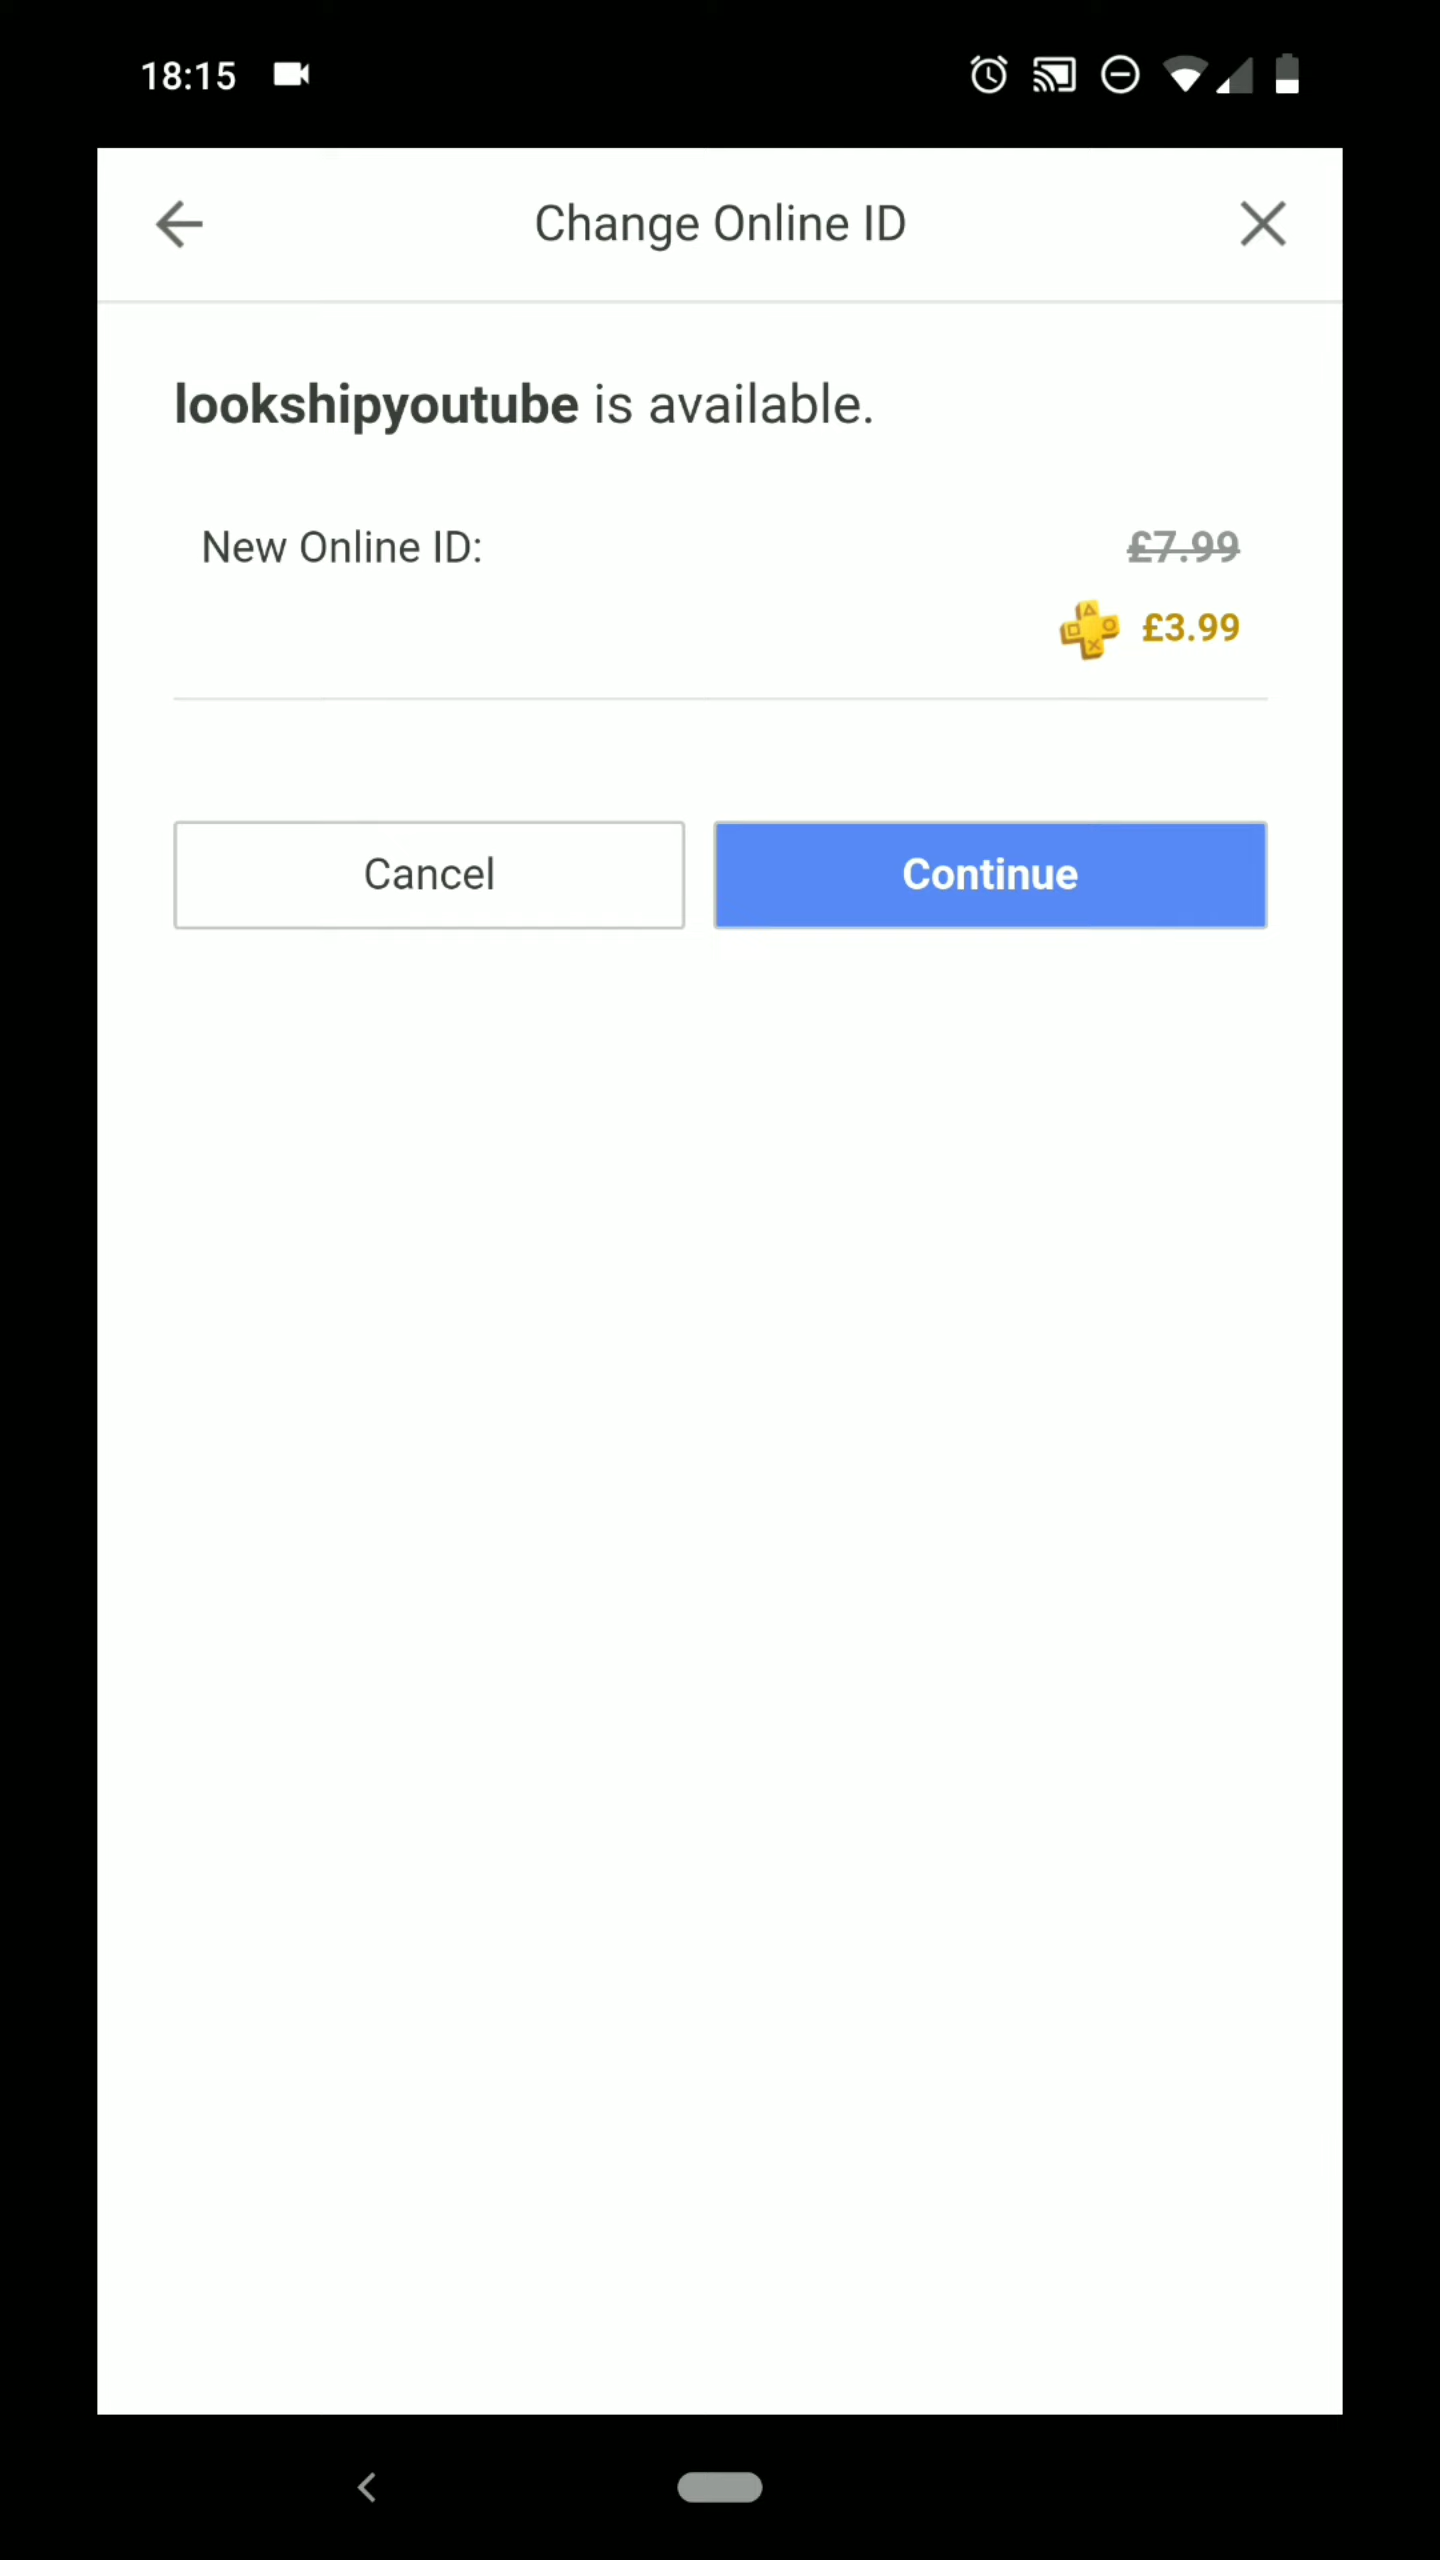 18:15
Change Online ID
lookshipyoutube is available.
New Online ID: £7.99
£3.99
Cancel Continue